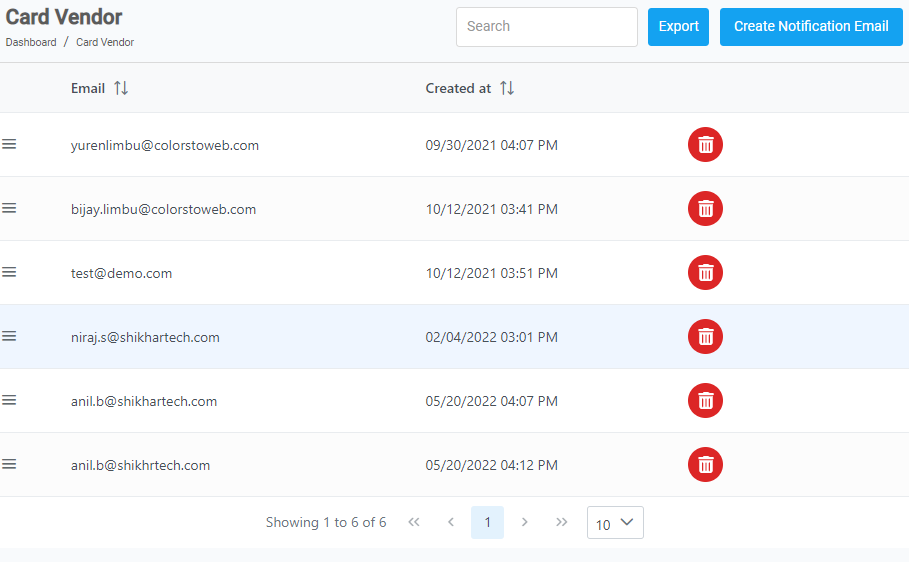 Card Vendor
Dashboard / Card Vendor
Search
Export
Create Notification Email
Email Created at
yurenlimbu@colorstoweb.com 09/30/2021 04:07 PM
bijay.limbu@colorstoweb.com 10/12/2021 03:41 PM
test@demo.com 10/12/2021 03:51 PM
niraj.s@shikhartech.com 02/04/2022 03:01 PM
anil.b@shikhartech.com 05/20/2022 04:07 PM
anil.b@shikhrtech.com 05/20/2022 04:12 PM
Showing 1 to 6 of 6 « ‹ 1 › » 10